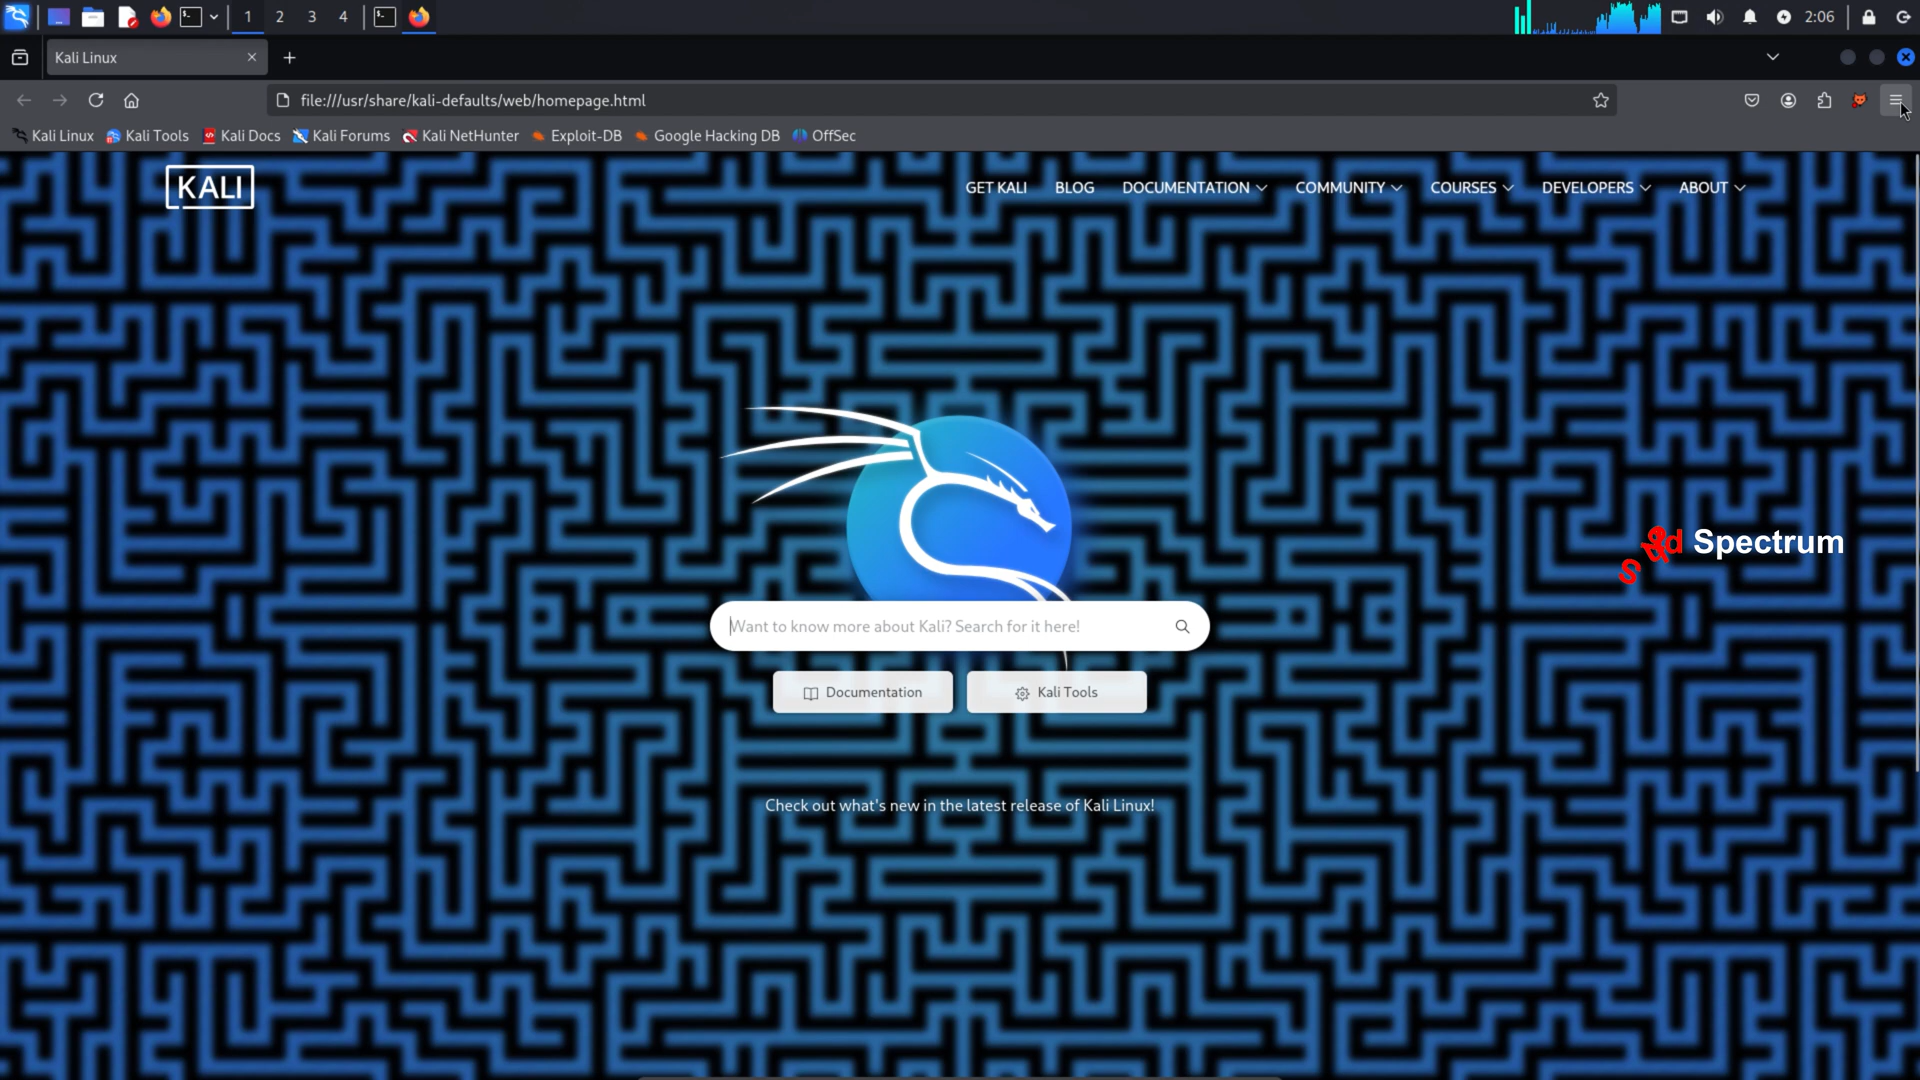 1 2 3 4
2:06
Kali Linux
file:///usr/share/kali-defaults/web/homepage.html
Kali Linux Kali Tools Kali Docs Kali Forums Kali NetHunter Exploit-DB Google Hacking DB OffSec
KALI GET KALI BLOG DOCUMENTATION COMMUNITY COURSES DEVELOPERS ABOUT
Spectrum
Want to know more about Kali? Search for it here!
Documentation Kali Tools
Check out what's new in the latest release of Kali Linux!